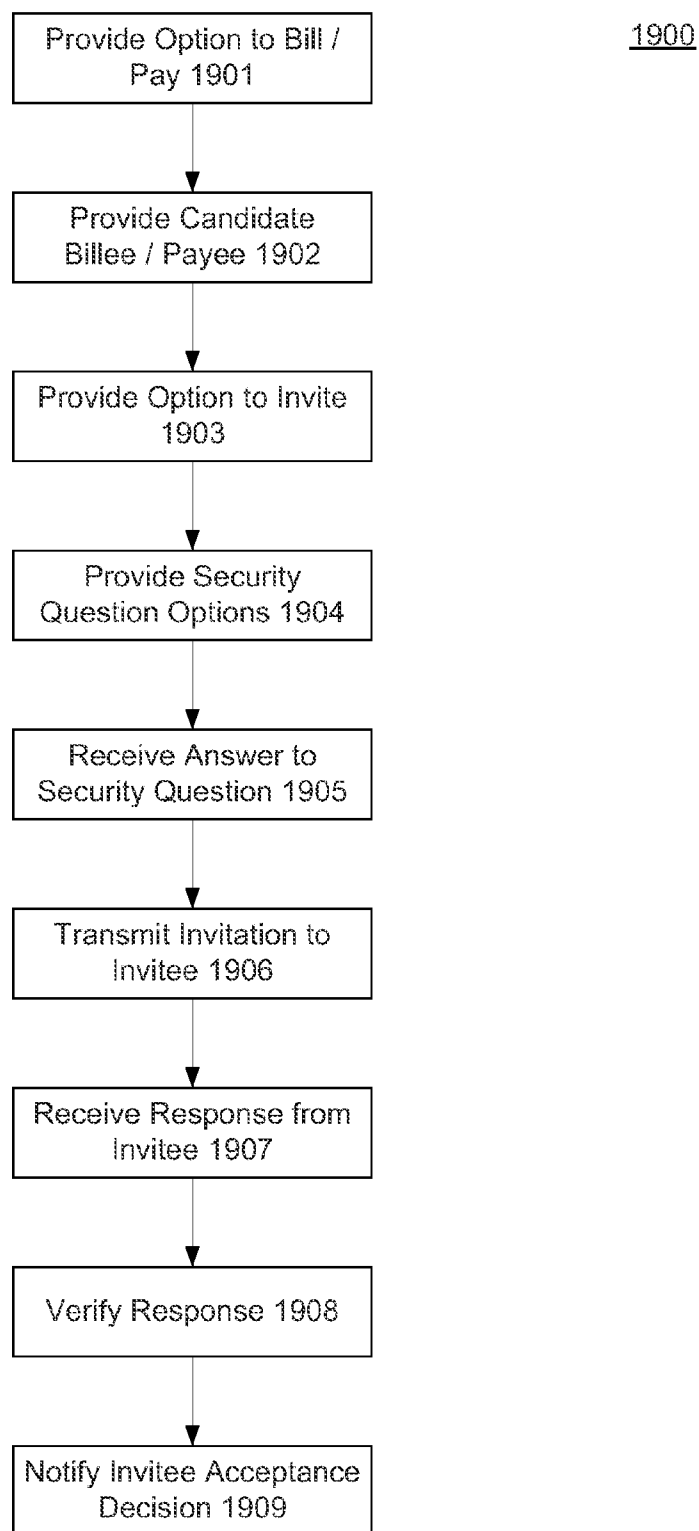 Provide Option to Bill /
Pay 1901
1900
Provide Candidate
Billee / Payee 1902
Provide Option to Invite
1903
Provide Security
Question Options 1904
Receive Answer to
Security Question 1905
Transmit Invitation to
Invitee 1906
Receive Response from
Invitee 1907
Verify Response 1908
Notify Invitee Acceptance
Decision 1909